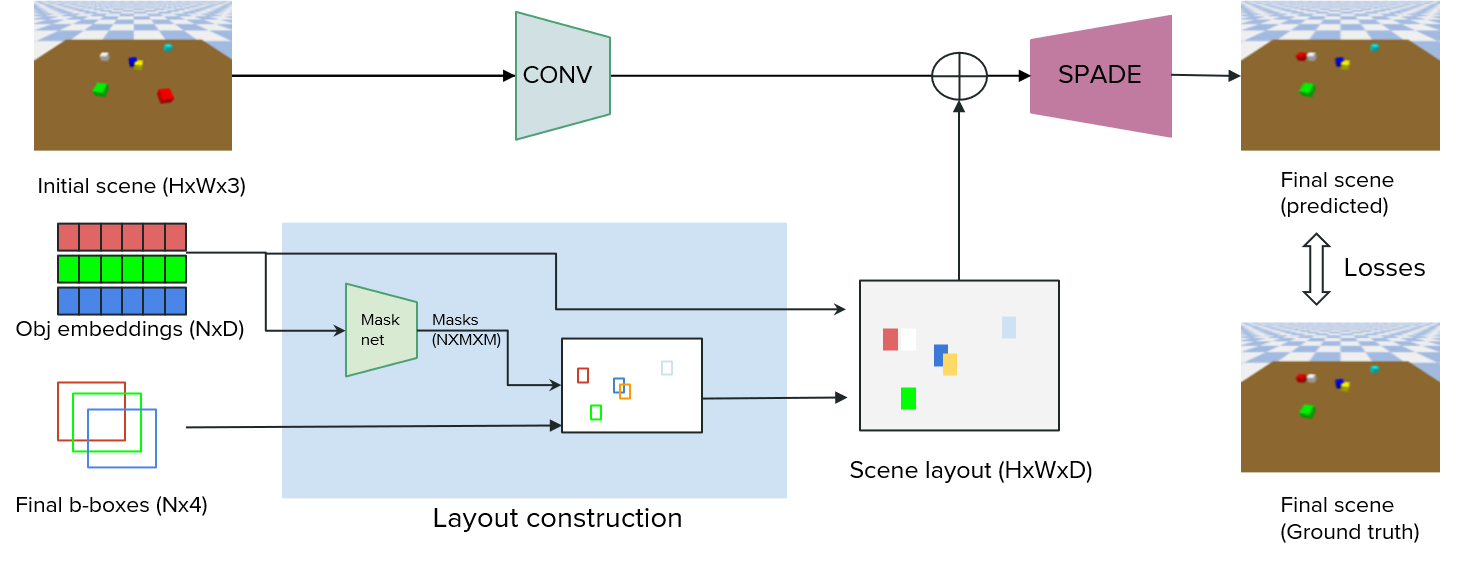 CONV
SPADE
Initial scene (HxWx3)
Final scene
(predicted)
Losses
Obj embeddings (NxD)
Mask
net
Masks
(NXMXM)
Final b-boxes (Nx4)
Layout construction
Scene layout (HxWxD)
Final scene
(Ground truth)